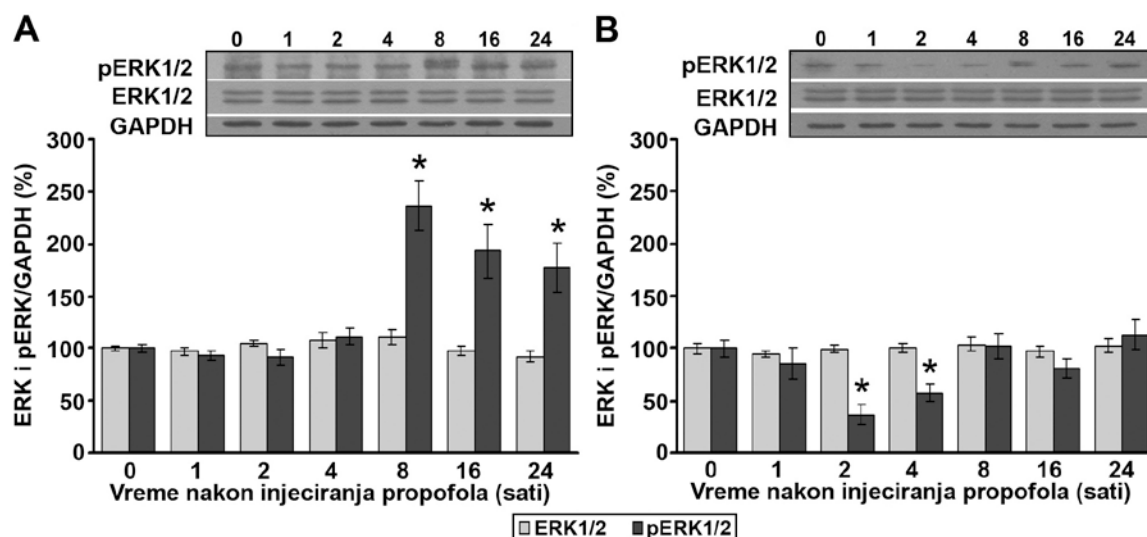 A
0 1 2 4 8 16 24
pERK1/2
ERK1/2
GAPDH
ERK i pERK/GAPDH (%)
300
250
200
150
100
50
0
* * *
0 1 2 4 8 16 24
Vreme nakon injeciranja propofola (sati)
B
0 1 2 4 8 16 24
pERK1/2
ERK1/2
GAPDH
ERK i pERK/GAPDH (%)
300
250
200
150
100
50
0
* *
0 1 2 4 8 16 24
Vreme nakon injeciranja propofola (sati)
ERK1/2 pERK1/2